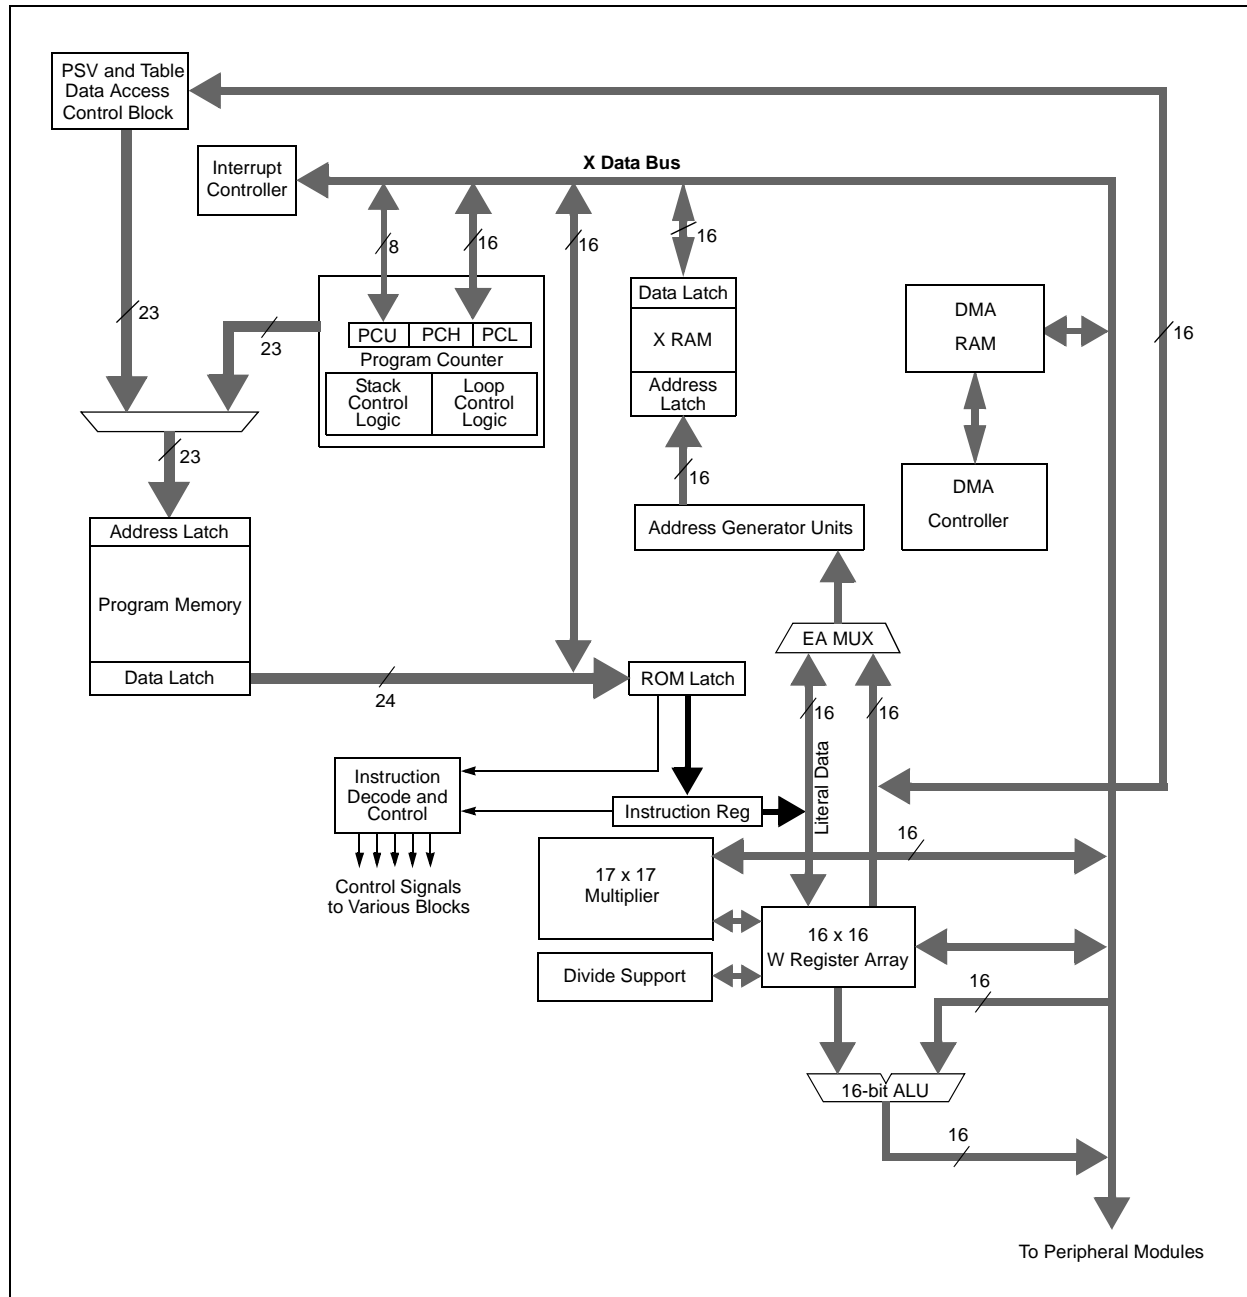 PSV and Table
Data Access
Control Block
Interrupt
Controller
X Data Bus
8
16
16
16
23
23
PCU
PCH
PCL
Program Counter
Stack
Control
Logic
Loop
Control
Logic
Data Latch
X RAM
Address
Latch
DMA
RAM
16
23
16
Address Generator Units
DMA
Controller
Address Latch
Program Memory
Data Latch
24
ROM Latch
EA MUX
16
16
Literal Data
Instruction
Decode and
Control
Instruction Reg
Control Signals
to Various Blocks
17 x 17
Multiplier
16
16 x 16
W Register Array
Divide Support
16
16-bit ALU
16
To Peripheral Modules